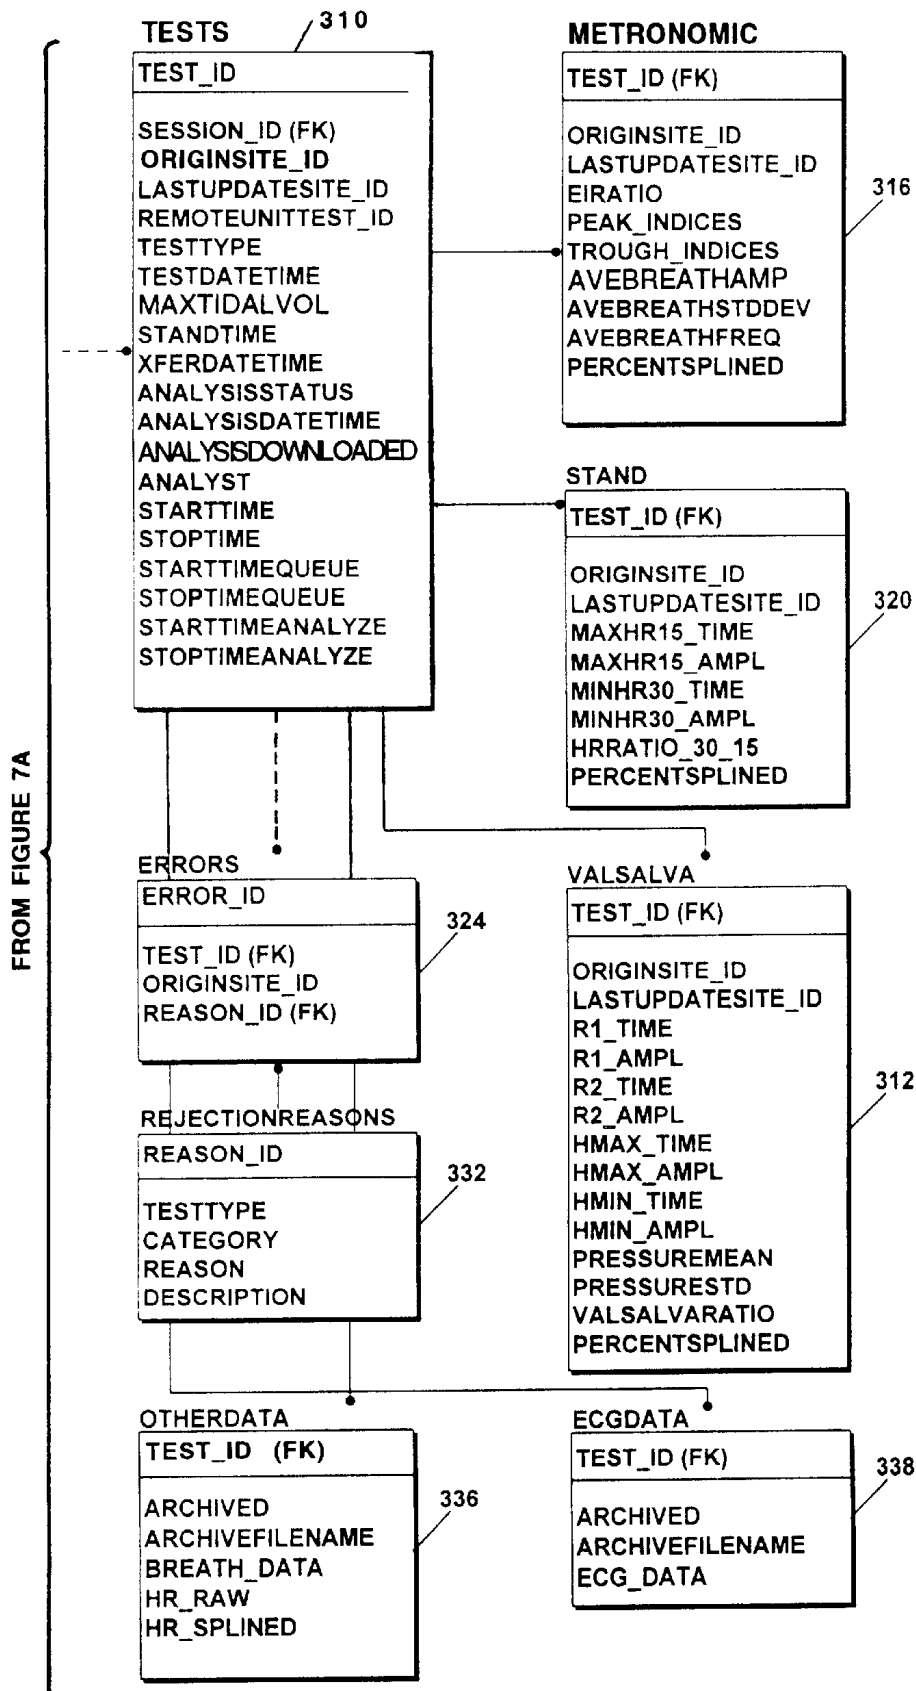 FROM FIGURE 7A
TESTS
310
TEST_ID
SESSION_ID (FK)
ORIGINSITE_ID
LASTUPDATESITE_ID
REMOTEUNITTEST_ID
TESTTYPE
TESTDATETIME
MAXTIDALVOL
STANDTIME
XFERDATETIME
ANALYSISSTATUS
ANALYSISDATETIME
ANALYSISDOWNLOADED
ANALYST
STARTTIME
STOPTIME
STARTTIMEQUEUE
STOPTIMEQUEUE
STARTTIMEANALYZE
STOPTIMEANALYZE
METRONOMIC
TEST_ID (FK)
ORIGINSITE_ID
LASTUPDATESITE_ID
EIRATIO
PEAK_INDICES
TROUGH_INDICES
AVEBREATHAMP
AVEBREATHSTDDEV
AVEBREATHFREQ
PERCENTSPLINED
316
STAND
TEST_ID (FK)
ORIGINSITE_ID
LASTUPDATESITE_ID
MAXHR15_TIME
MAXHR15_AMPL
MINHR30_TIME
MINHR30_AMPL
HRRATIO_30_15
PERCENTSPLINED
320
ERRORS
ERROR_ID
TEST_ID (FK)
ORIGINSITE_ID
REASON_ID (FK)
324
VALSALVA
TEST_ID (FK)
ORIGINSITE_ID
LASTUPDATESITE_ID
R1_TIME
R1_AMPL
R2_TIME
R2_AMPL
HMAX_TIME
HMAX_AMPL
HMIN_TIME
HMIN_AMPL
PRESSUREMEAN
PRESSURESTD
VALSALVARATIO
PERCENTSPLINED
312
REJECTIONREASONS
REASON_ID
TESTTYPE
CATEGORY
REASON
DESCRIPTION
332
OTHERDATA
TEST_ID (FK)
ARCHIVED
ARCHIVEFILENAME
BREATH_DATA
HR_RAW
HR_SPLINED
336
ECGDATA
TEST_ID (FK)
ARCHIVED
ARCHIVEFILENAME
ECG_DATA
338